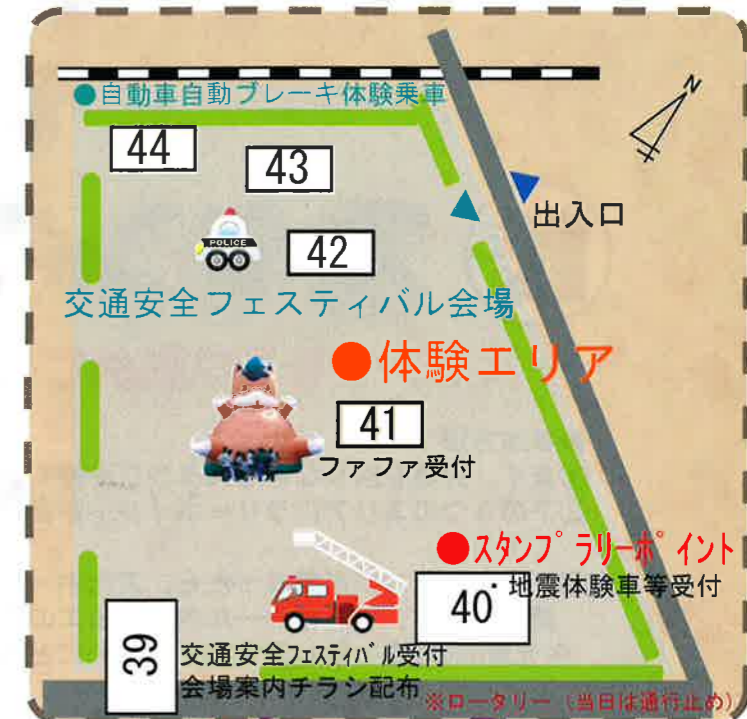 N
●自動車自動ブレーキ体験乗車
44
43
出入口
POLICE
42
交通安全フェスティバル会場
●体験エリア
41
ファファ受付
●スタンプラリーポイント
・地震体験車等受付
40
39
交通安全フェスティバル受付
会場案内チラシ配布
※ロータリー（当日は通行止め）